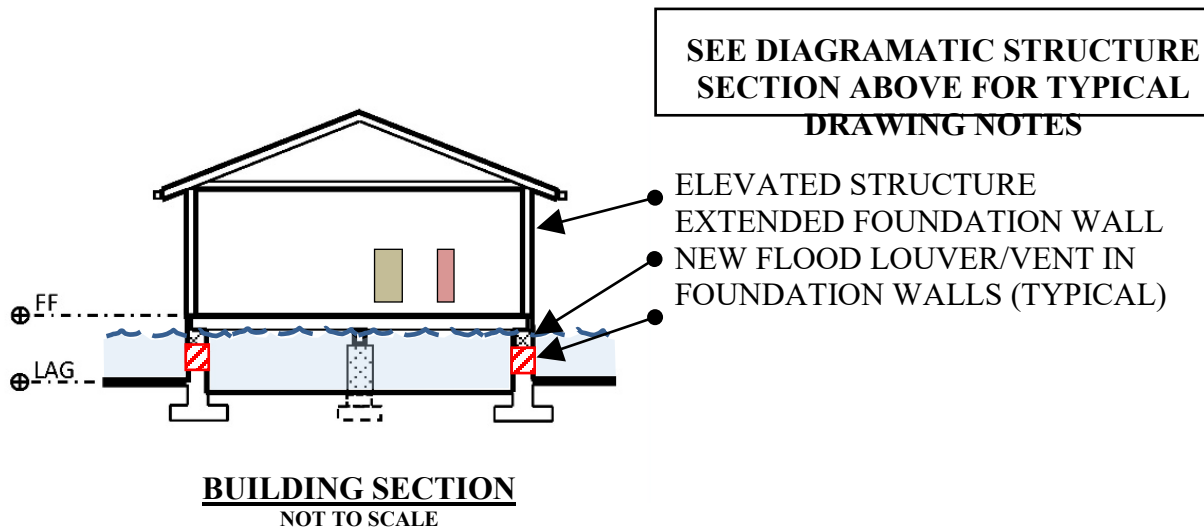 SEE DIAGRAMATIC STRUCTURE
SECTION ABOVE FOR TYPICAL
DRAWING NOTES
ELEVATED STRUCTURE
EXTENDED FOUNDATION WALL
NEW FLOOD LOUVER/VENT IN
FOUNDATION WALLS (TYPICAL)
FF
LAG
BUILDING SECTION
NOT TO SCALE